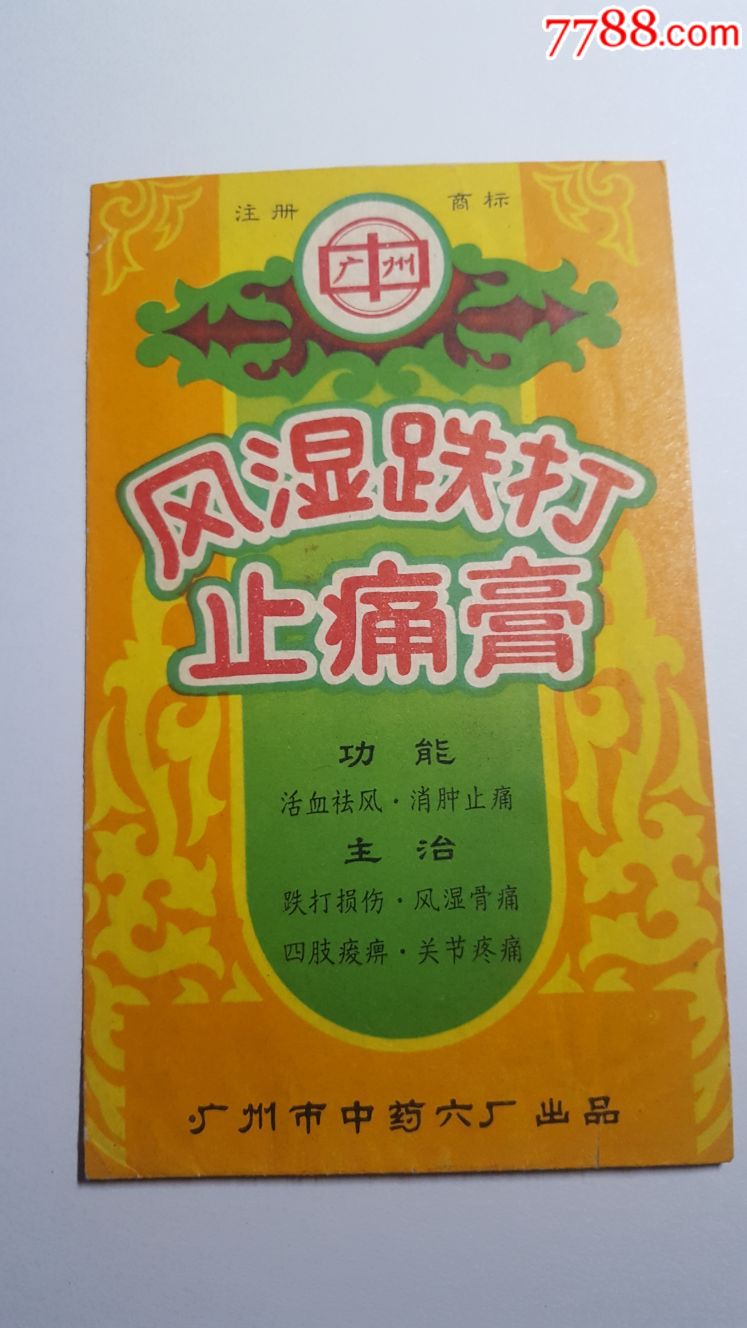 7788.com
注册 商标
广州
风湿跌打
止痛膏
功能
活血祛风·消肿止痛
主治
跌打损伤·风湿骨痛
四肢痠痹·关节疼痛
·广州市中药六厂出品